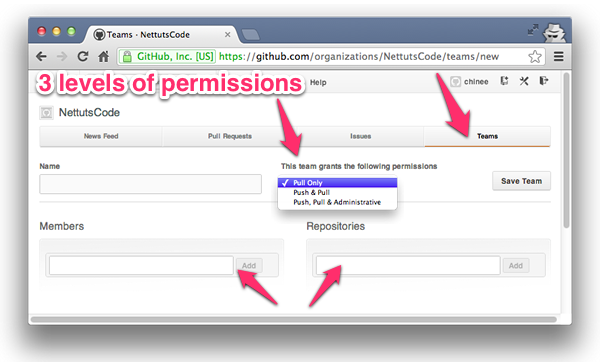 Teams · NettutsCode
GitHub, Inc. [US] https://github.com/organizations/NettutsCode/teams/new
3 levels of permissions
Help
chinee
NettutsCode
News Feed
Pull Requests
Issues
Teams
Name
This team grants the following permissions
Pull Only
Push & Pull
Push, Pull & Administrative
Save Team
Members
Repositories
Add
Add